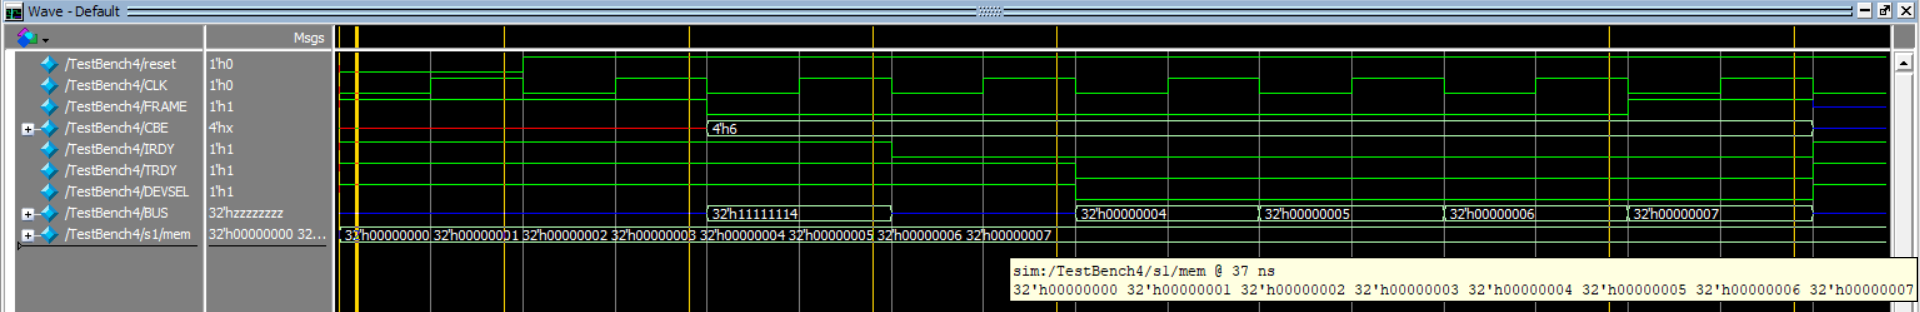 Wave - Default
Msgs
/TestBench4/reset 1'h0
/TestBench4/CLK 1'h0
/TestBench4/FRAME 1'h1
/TestBench4/CBE 4'hx 4'h6
/TestBench4/IRDY 1'h1
/TestBench4/TRDY 1'h1
/TestBench4/DEVSEL 1'h1
/TestBench4/BUS 32'hzzzzzzzz 32'h11111114 32'h00000004 32'h00000005 32'h00000006 32'h00000007
/TestBench4/s1/mem 32'h00000000 32... 32'h00000000 32'h00000001 32'h00000002 32'h00000003 32'h00000004 32'h00000005 32'h00000006 32'h00000007
sim:/TestBench4/s1/mem @ 37 ns
32'h00000000 32'h00000001 32'h00000002 32'h00000003 32'h00000004 32'h00000005 32'h00000006 32'h00000007